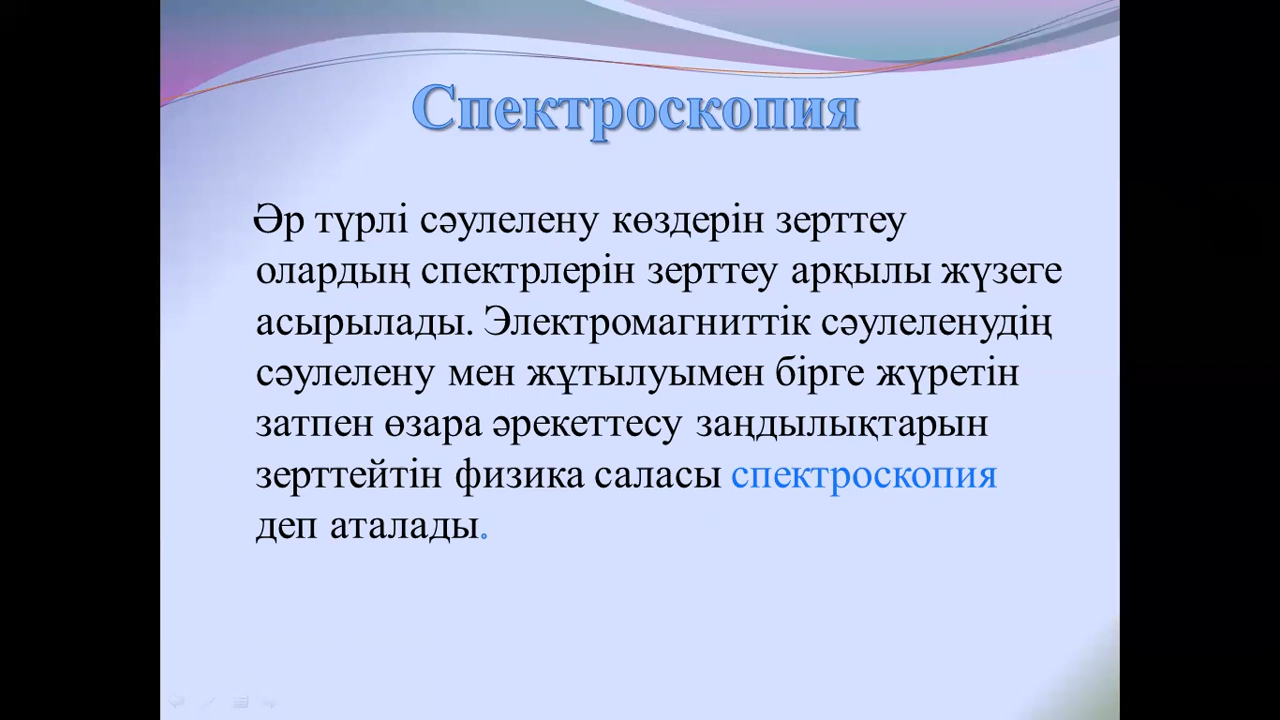 Спектроскопия
Әр түрлі сәулелену көздерін зерттеу
олардың спектрлерін зерттеу арқылы жүзеге
асырылады. Электромагниттік сәулеленудің
сәулелену мен жұтылуымен бірге жүретін
затпен өзара әрекеттесу заңдылықтарын
зерттейтін физика саласы спектроскопия
деп аталады.